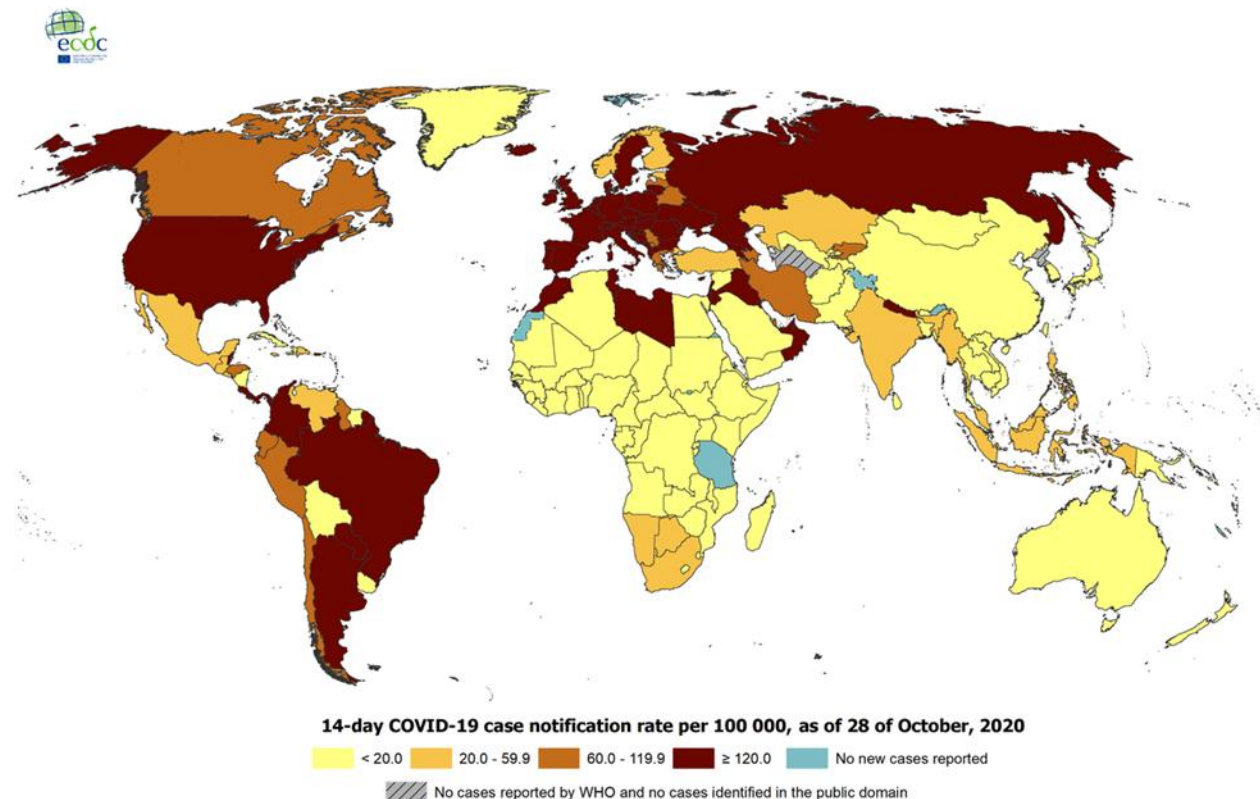 ecdc
14-day COVID-19 case notification rate per 100 000, as of 28 of October, 2020
< 20.0 20.0 - 59.9 60.0 - 119.9 ≥ 120.0 No new cases reported
No cases reported by WHO and no cases identified in the public domain